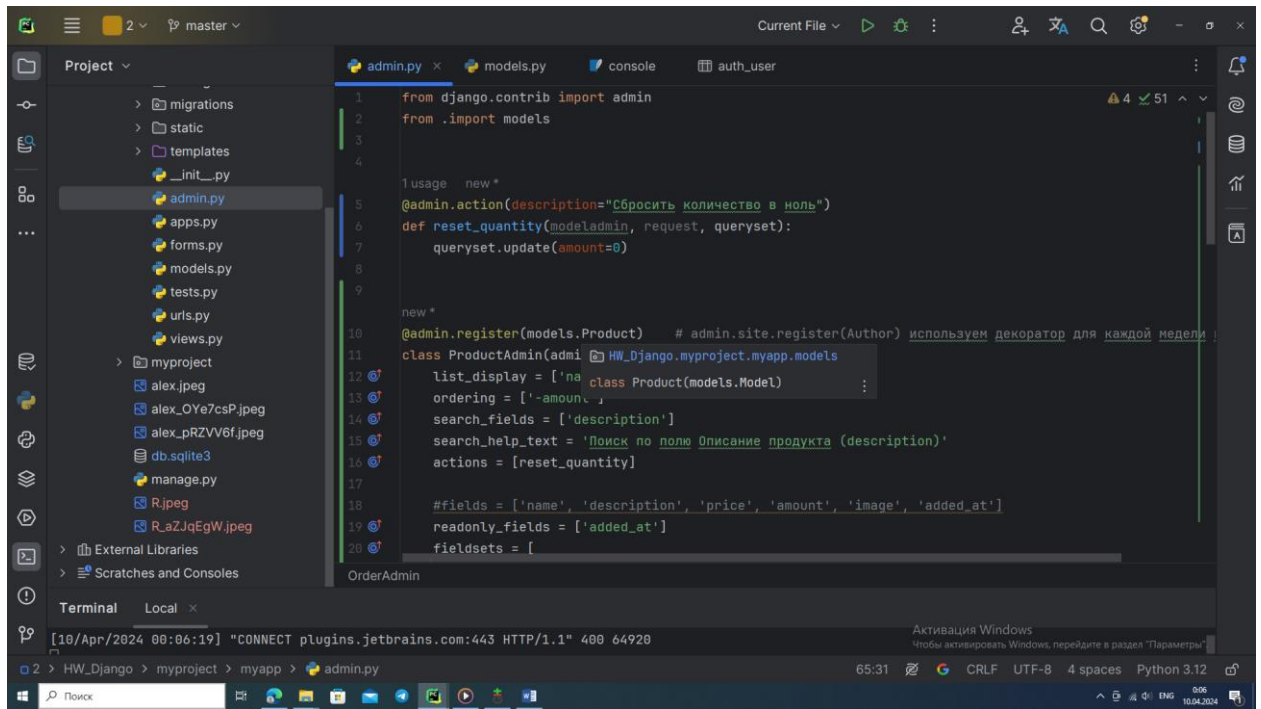 2 master Current File
Project
admin.py models.py console auth_user
migrations
static
templates
__init__.py
admin.py
apps.py
forms.py
models.py
tests.py
urls.py
views.py
myproject
alex.jpeg
alex_OYe7csP.jpeg
alex_pRZVV6f.jpeg
db.sqlite3
manage.py
R.jpeg
R_aZJqEgW.jpeg
External Libraries
Scratches and Consoles
4 51
1 from django.contrib import admin
2 from .import models
3
4
1 usage new *
5 @admin.action(description="Сбросить количество в ноль")
6 def reset_quantity(modeladmin, request, queryset):
7 queryset.update(amount=0)
8
9
new *
10 @admin.register(models.Product) # admin.site.register(Author) используем декоратор для каждой медели
11 class ProductAdmin(admi
HW_Django.myproject.myapp.models
class Product(models.Model)
12 list_display = ['na
13 ordering = ['-amount']
14 search_fields = ['description']
15 search_help_text = 'Поиск по полю Описание продукта (description)'
16 actions = [reset_quantity]
17
18 #fields = ['name', 'description', 'price', 'amount', 'image', 'added_at']
19 readonly_fields = ['added_at']
20 fieldsets = [
OrderAdmin
Terminal Local
[10/Apr/2024 00:06:19] "CONNECT plugins.jetbrains.com:443 HTTP/1.1" 400 64920
Активация Windows
Чтобы активировать Windows, перейдите в раздел "Параметры".
2 HW_Django myproject myapp admin.py 65:31 CRLF UTF-8 4 spaces Python 3.12
Поиск ENG 0:06
10.04.2024